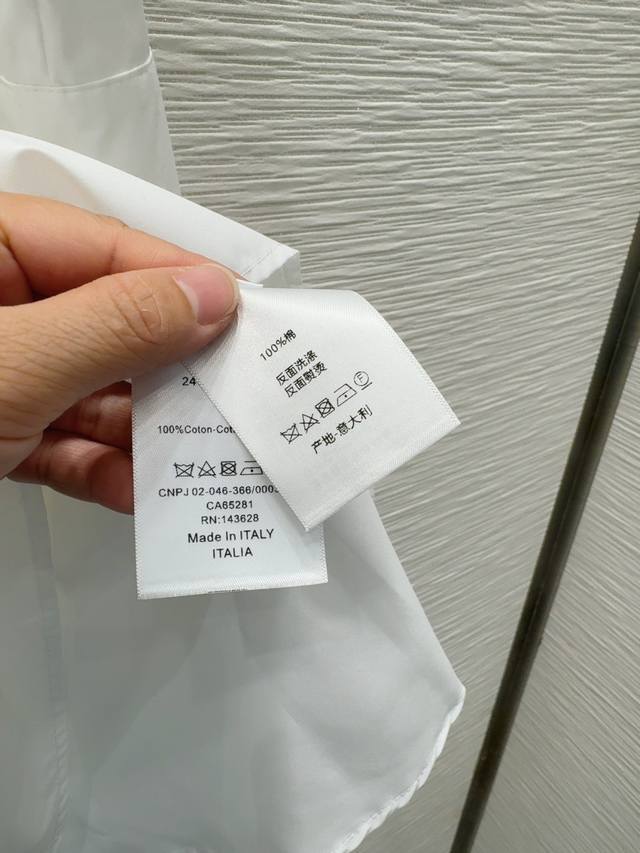 100%棉
反面洗涤
反面熨烫
F
产地-意大利
24
100%Coton-Cot
CNPJ 02-046-366/000
CA65281
RN:143628
Made In ITALY
ITALIA